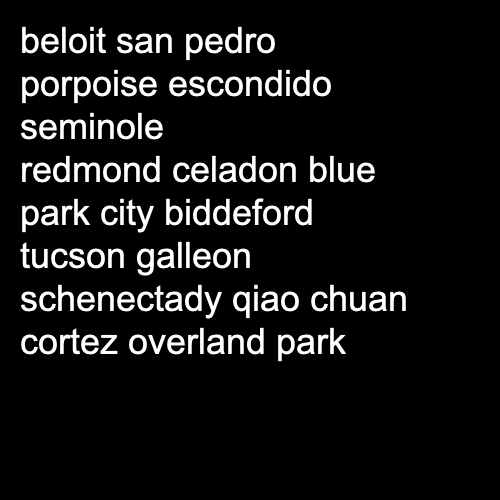 beloit san pedro
porpoise escondido
seminole
redmond celadon blue
park city biddeford
tucson galleon
schenectady qiao chuan
cortez overland park